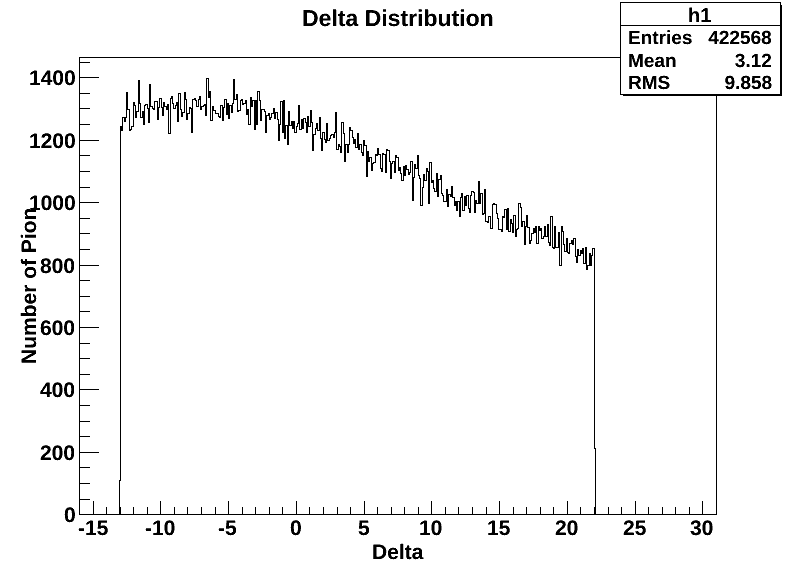 Delta Distribution
h1
Entries 422568
Mean 3.12
RMS 9.858
Number of Pion
1400
1200
1000
800
600
400
200
0
-15 -10 -5 0 5 10 15 20 25 30
Delta